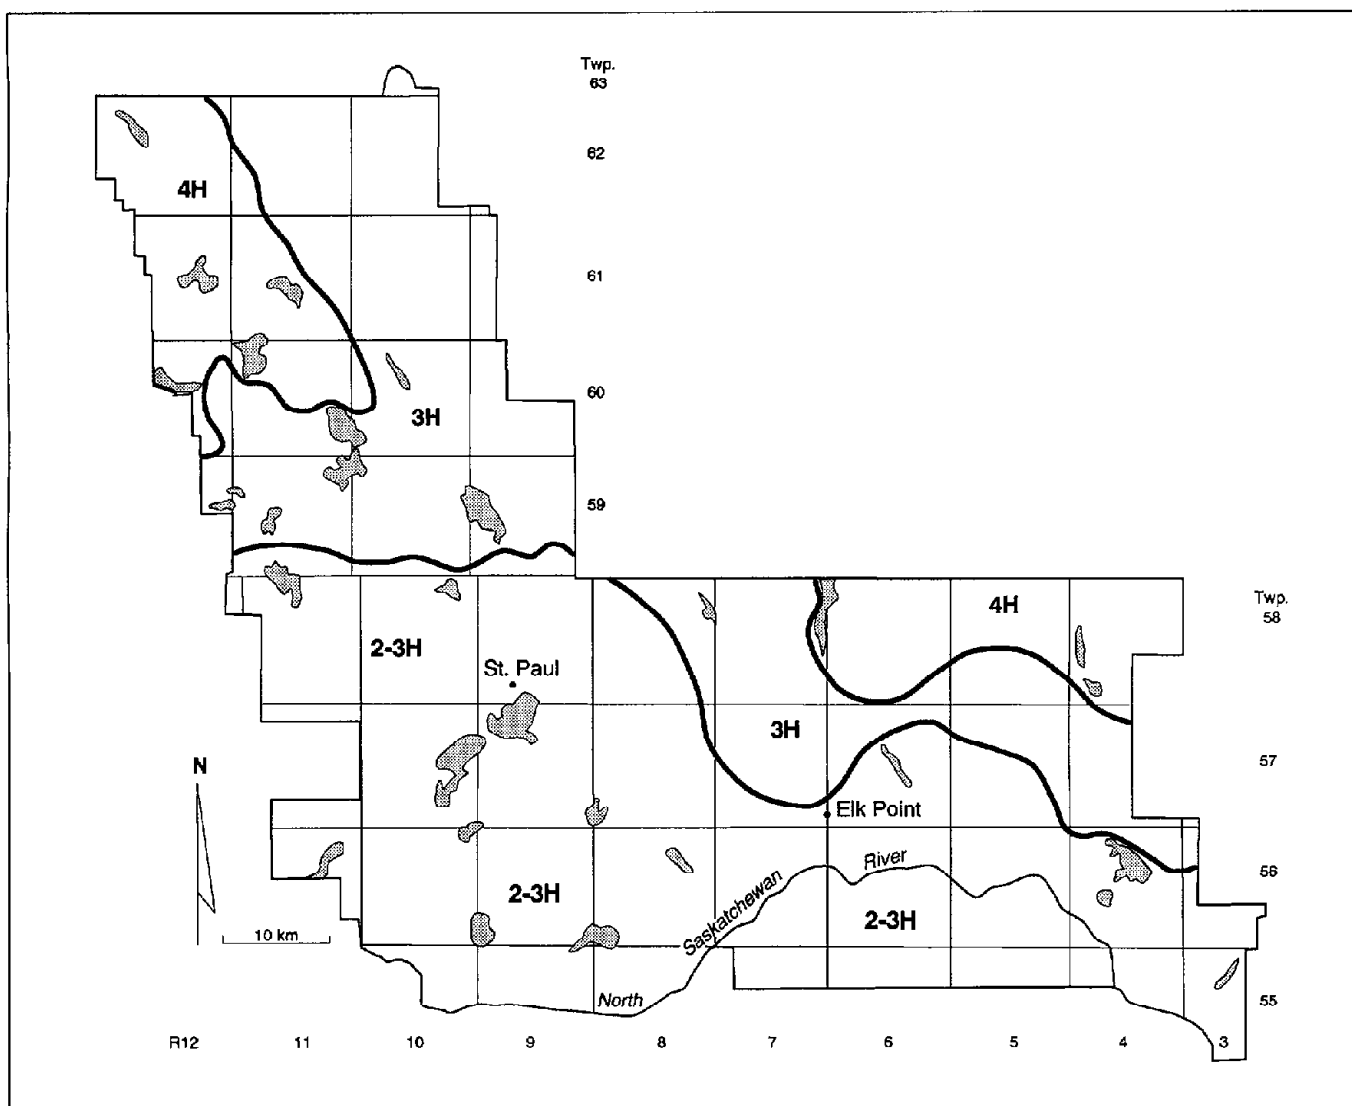 Twp.
63
62
4H
61
60
3H
59
Twp.
58
4H
2-3H
St. Paul
3H
57
N
Elk Point
River
56
2-3H
Saskatchewan
2-3H
10 km
North
55
R12 11 10 9 8 7 6 5 4 3